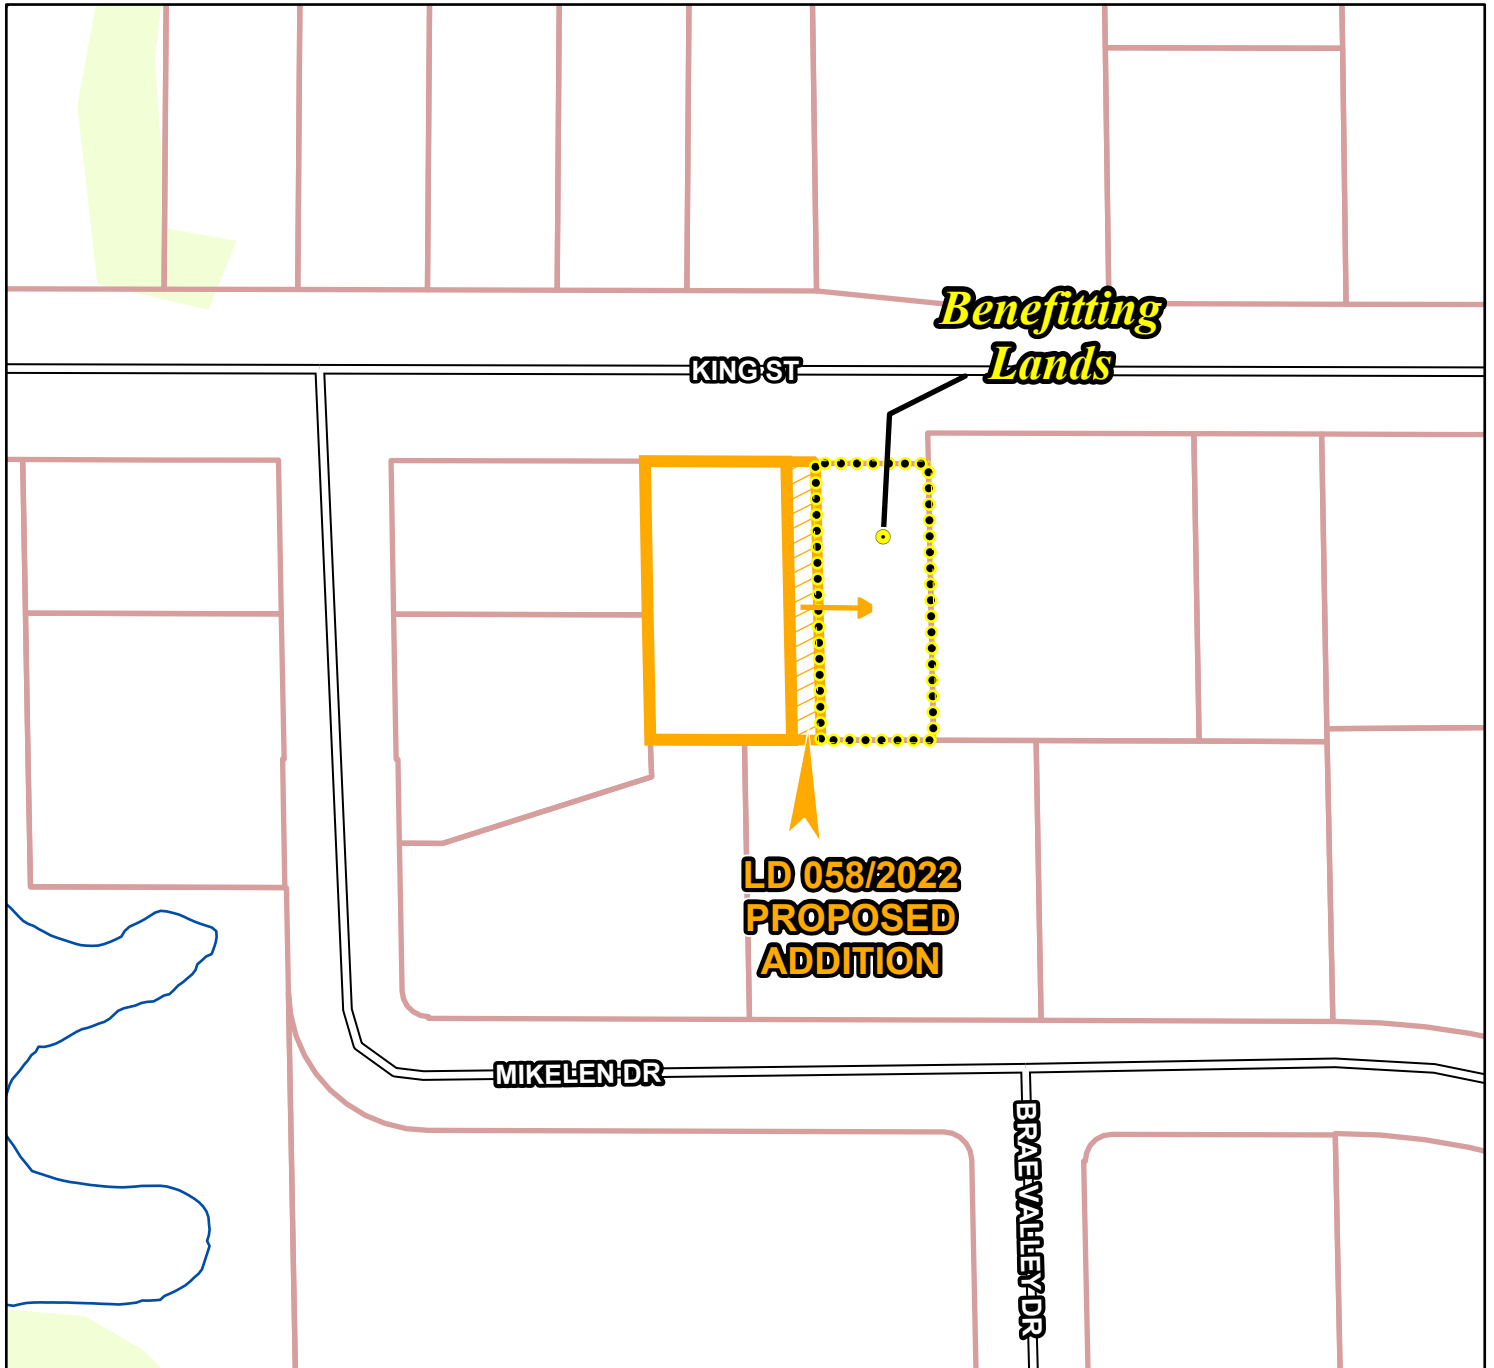 Benefitting
Lands
KING ST
LD 058/2022
PROPOSED
ADDITION
MIKELEN DR
BRAE VALLEY DR